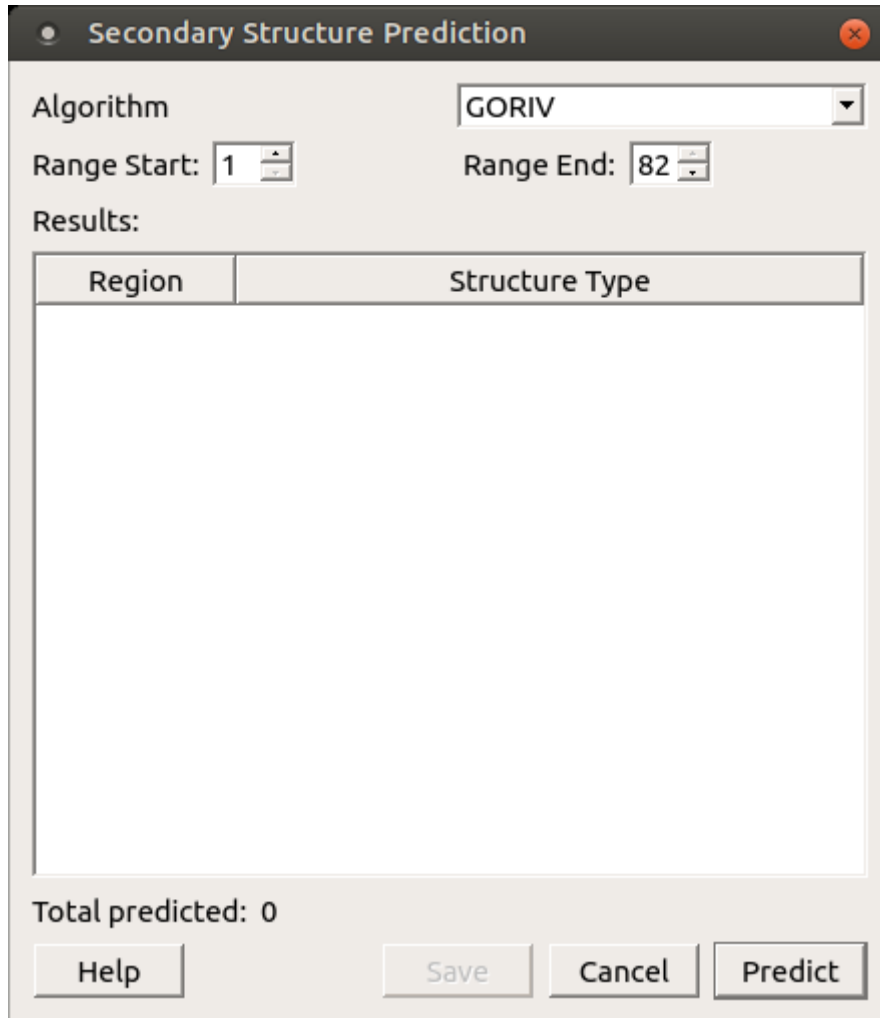 Secondary Structure Prediction
Algorithm GORIV
Range Start: 1 Range End: 82
Results:
Region Structure Type
Total predicted: 0
Help Save Cancel Predict